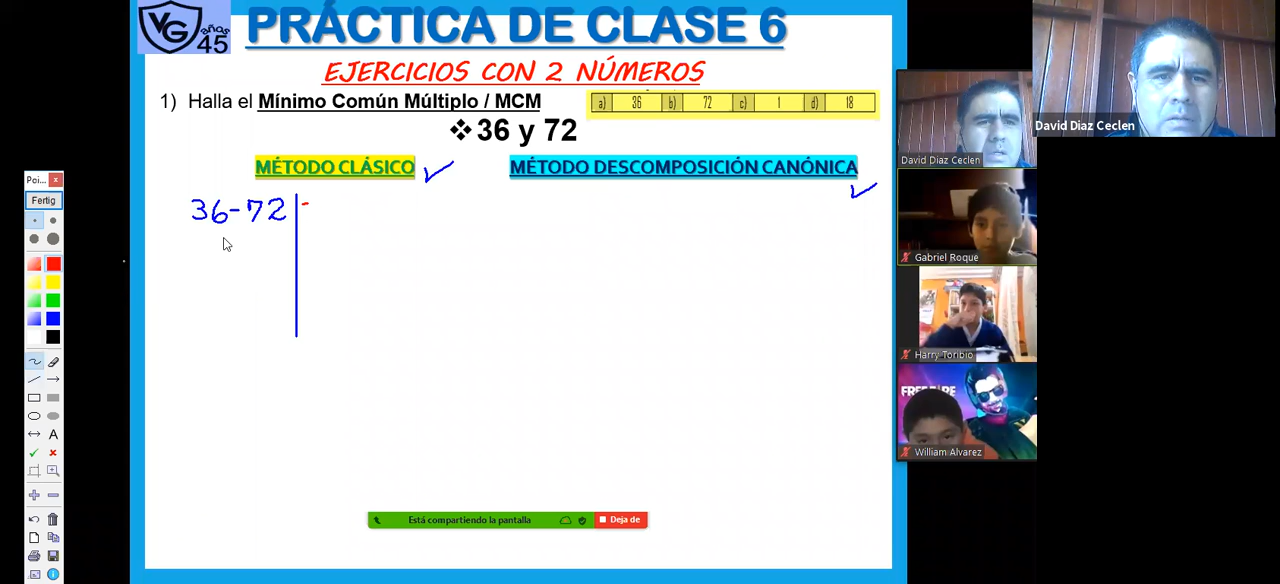 VG
años
45
PRÁCTICA DE CLASE 6
EJERCICIOS CON 2 NÚMEROS
1) Halla el Mínimo Común Múltiplo / MCM
a) 36 b) 72 c) 1 d) 18
❖ 36 y 72
MÉTODO CLÁSICO
MÉTODO DESCOMPOSICIÓN CANÓNICA
36-72
Poi...
Fertig
A
Está compartiendo la pantalla
Deja de
David Diaz Ceclen
David Diaz Ceclen
Gabriel Roque
Harry Toribio
FREE FIRE
William Alvarez